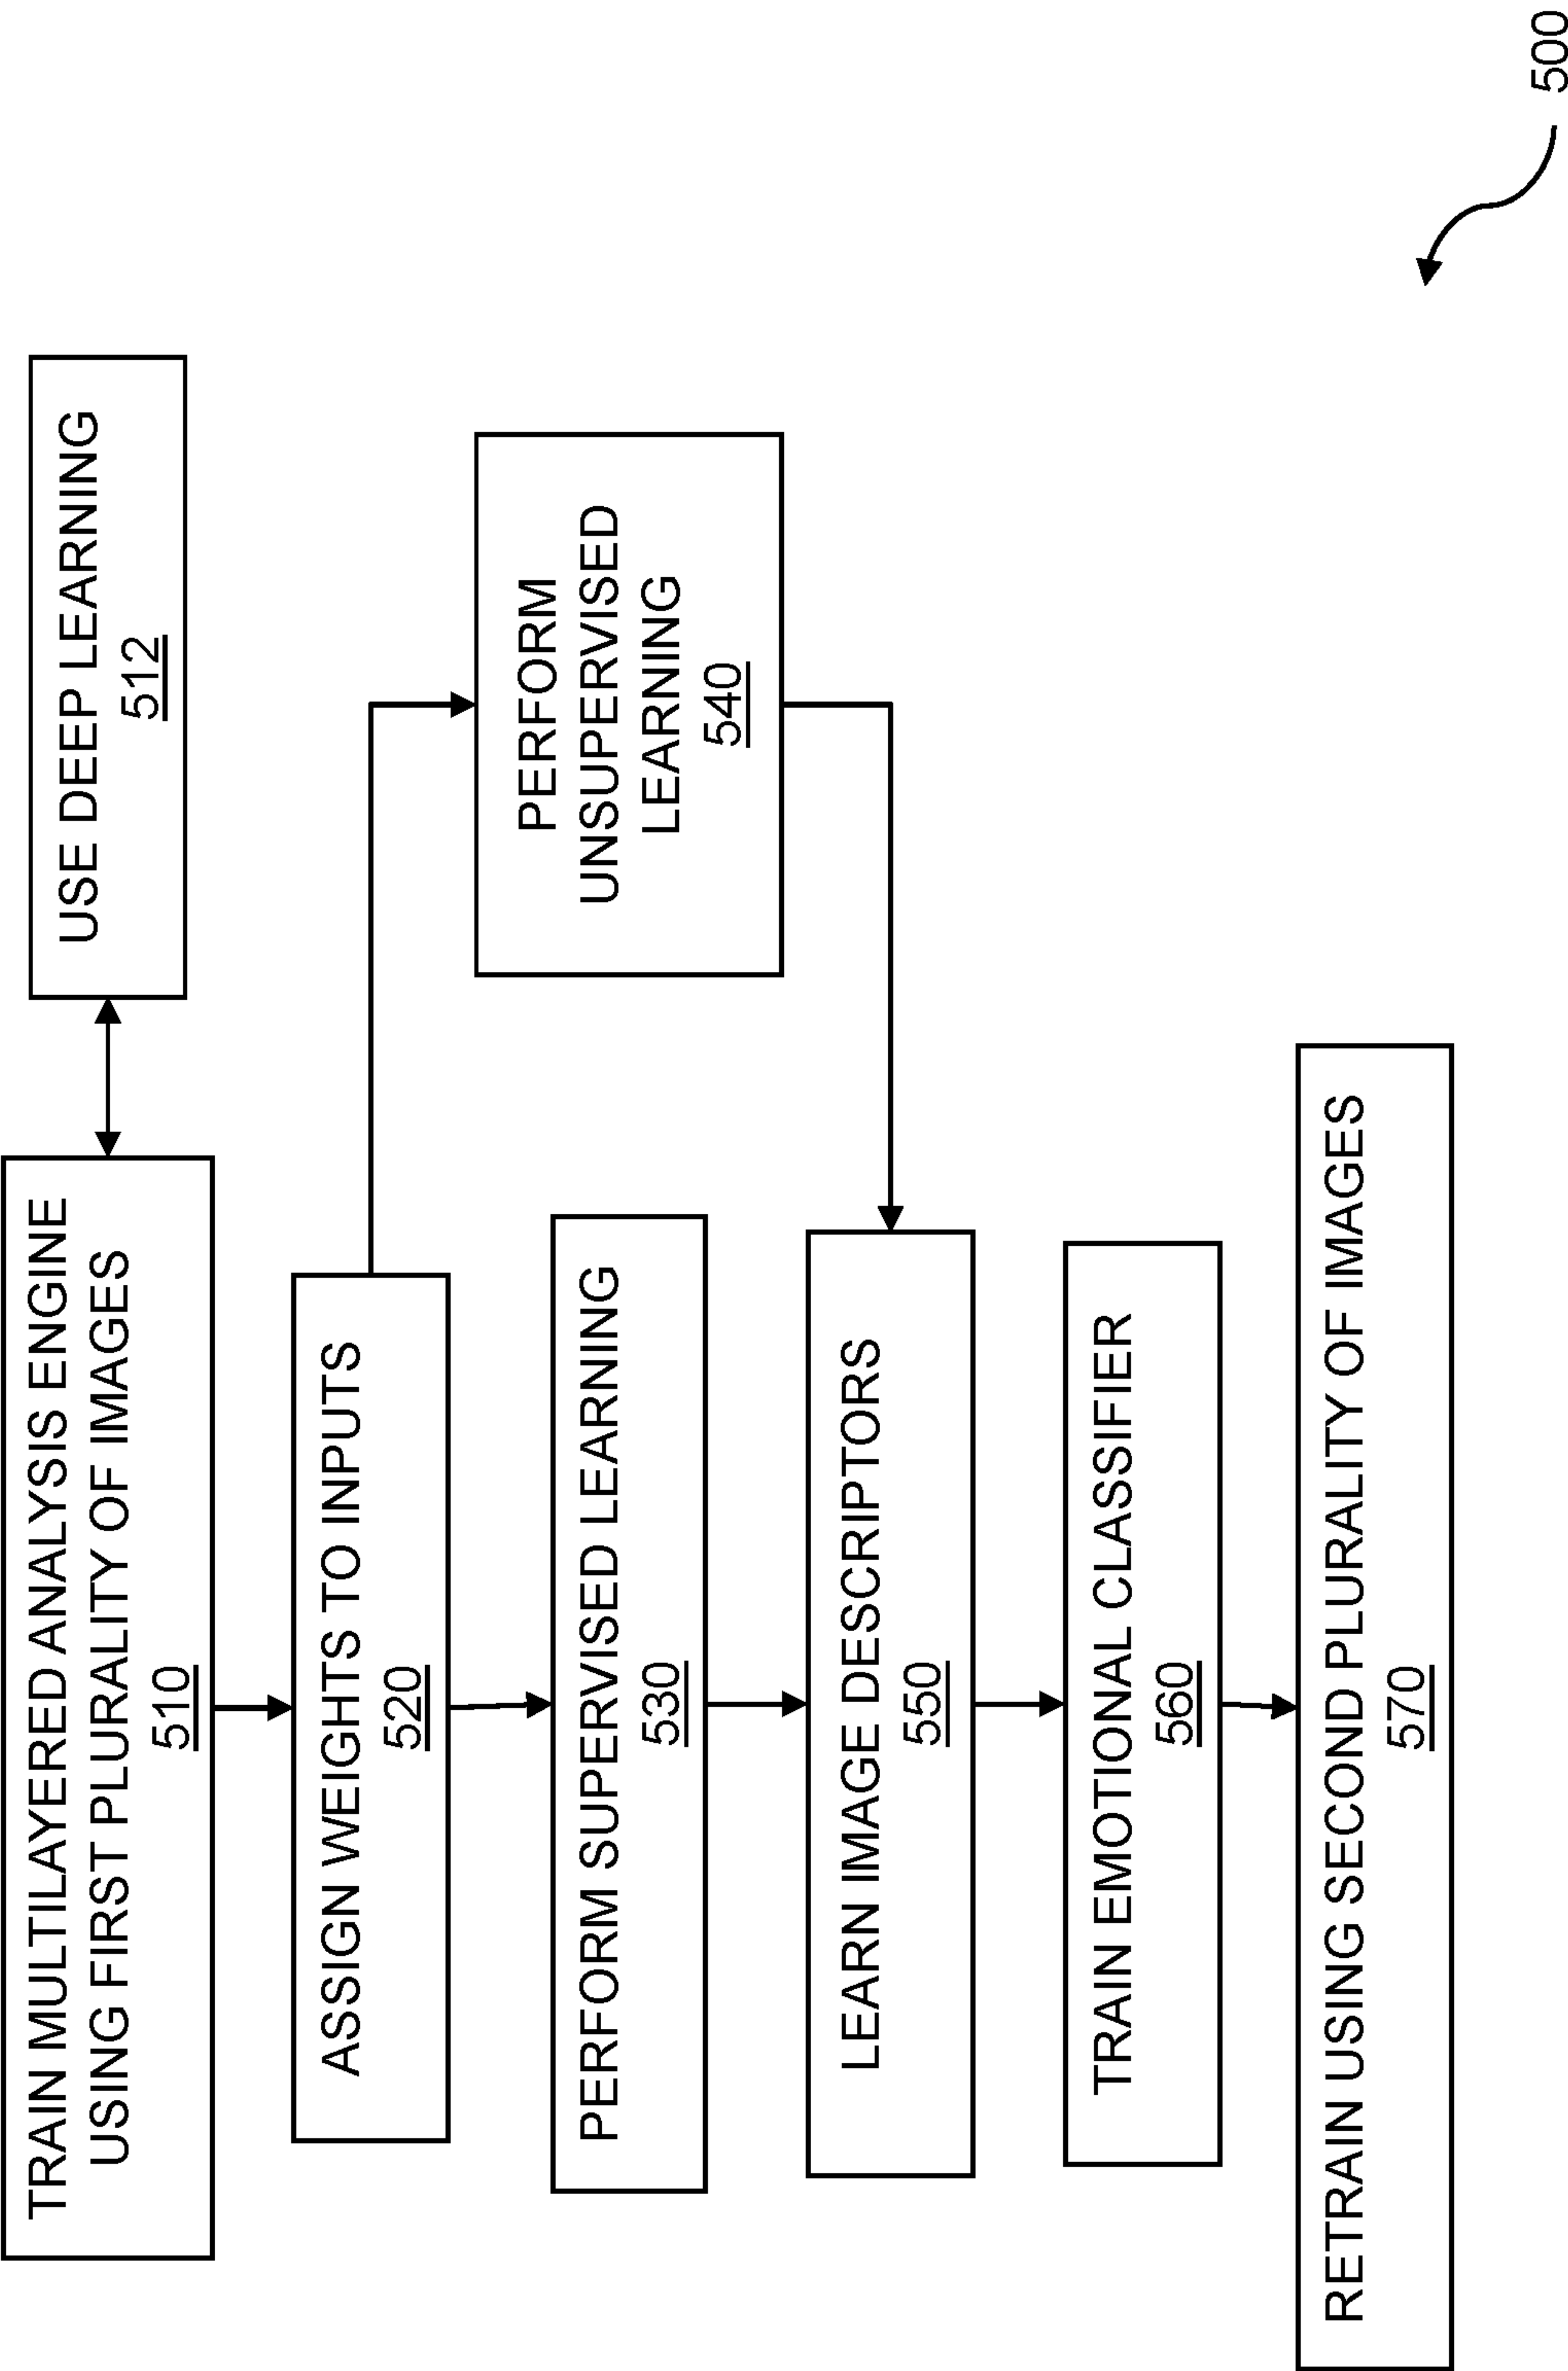 TRAIN MULTILAYERED ANALYSIS ENGINE
USING FIRST PLURALITY OF IMAGES
510
USE DEEP LEARNING
512
ASSIGN WEIGHTS TO INPUTS
520
PERFORM SUPERVISED LEARNING
530
PERFORM
UNSUPERVISED
LEARNING
540
LEARN IMAGE DESCRIPTORS
550
TRAIN EMOTIONAL CLASSIFIER
560
RETRAIN USING SECOND PLURALITY OF IMAGES
570
500